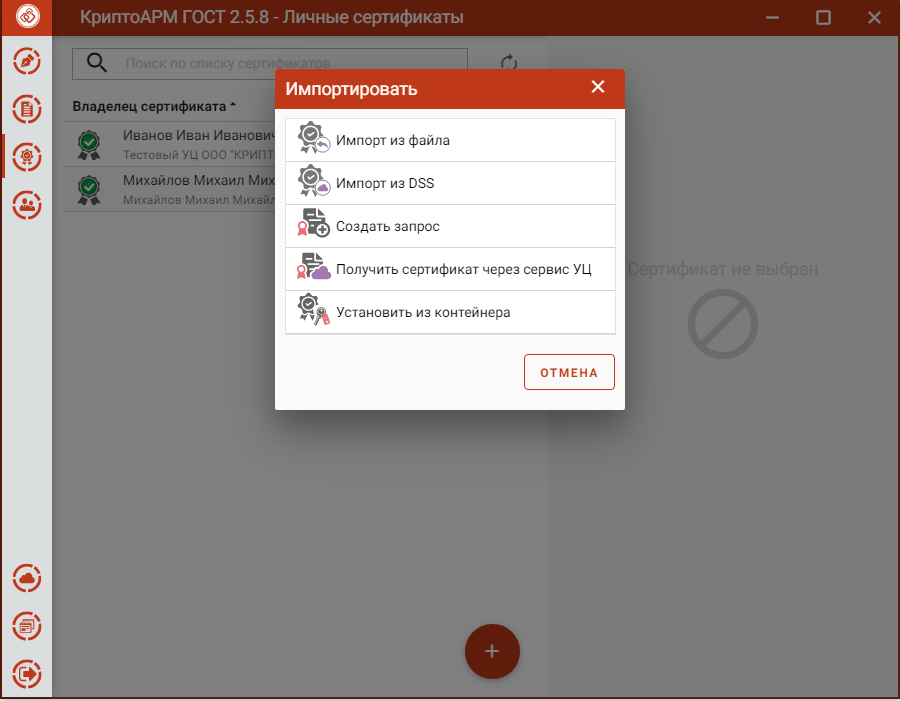 КриптоАРМ ГОСТ 2.5.8 - Личные сертификаты
Поиск по списку сертификатов
Импортировать
Владелец сертификата
Иванов Иван Иванович
Тестовый УЦ ООО "КРИПТ
Михайлов Михаил Мих
Михайлов Михаил Михайл
Импорт из файла
Импорт из DSS
Создать запрос
Получить сертификат через сервис УЦ
Установить из контейнера
ОТМЕНА
Сертификат не выбран